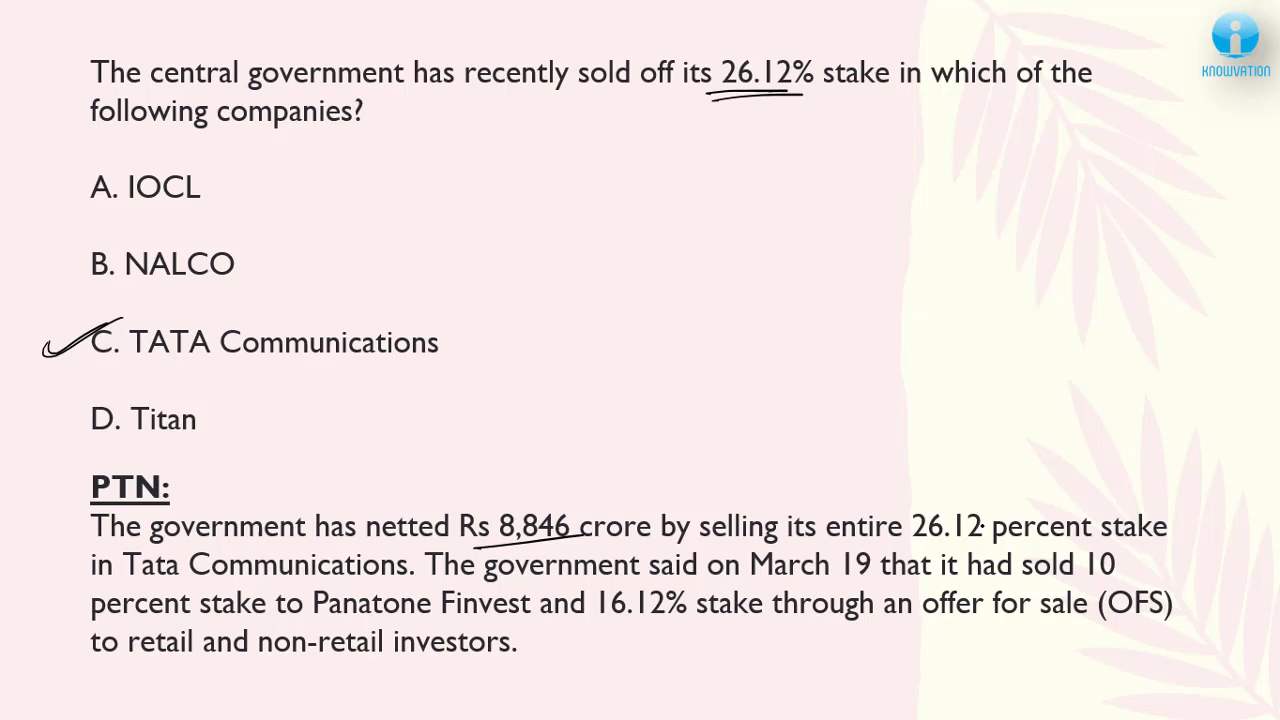 The central government has recently sold off its 26.12% stake in which of the
following companies?
A. IOCL
B. NALCO
C. TATA Communications
D. Titan
PTN:
The government has netted Rs 8,846 crore by selling its entire 26.12 percent stake
in Tata Communications. The government said on March 19 that it had sold 10
percent stake to Panatone Finvest and 16.12% stake through an offer for sale (OFS)
to retail and non-retail investors.
i
KNOWVATION